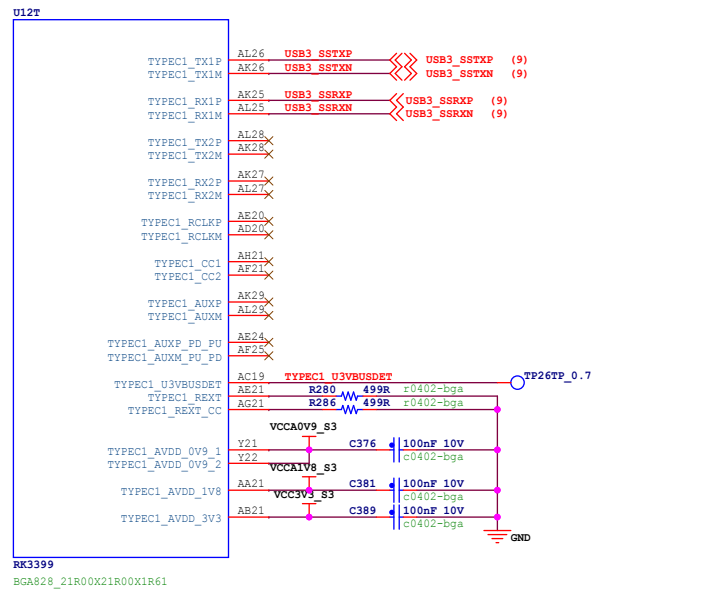 U12T
TYPEC1_TX1P AL26 USB3_SSTXP USB3_SSTXP (9)
TYPEC1_TX1M AK26 USB3_SSTXN USB3_SSTXN (9)
TYPEC1_RX1P AK25 USB3_SSRXP USB3_SSRXP (9)
TYPEC1_RX1M AL25 USB3_SSRXN USB3_SSRXN (9)
TYPEC1_TX2P AL28
TYPEC1_TX2M AK28
TYPEC1_RX2P AK27
TYPEC1_RX2M AL27
TYPEC1_RCLKP AE20
TYPEC1_RCLKM AD20
TYPEC1_CC1 AH21
TYPEC1_CC2 AF21
TYPEC1_AUXP AK29
TYPEC1_AUXM AL29
TYPEC1_AUXP_PD_PU AE24
TYPEC1_AUXM_PU_PD AF25
TYPEC1_U3VBUSDET AC19 TYPEC1_U3VBUSDET TP26TP_0.7
TYPEC1_REXT AE21 R280 499R r0402-bga
TYPEC1_REXT_CC AG21 R286 499R r0402-bga
VCCA0V9_S3
TYPEC1_AVDD_0V9_1 Y21 C376 100nF 10V
TYPEC1_AVDD_0V9_2 Y22 c0402-bga
VCCA1V8_S3
TYPEC1_AVDD_1V8 AA21 C381 100nF 10V
c0402-bga
VCC3V3_S3
TYPEC1_AVDD_3V3 AB21 C389 100nF 10V
c0402-bga
GND
RK3399
BGA828_21R00X21R00X1R61